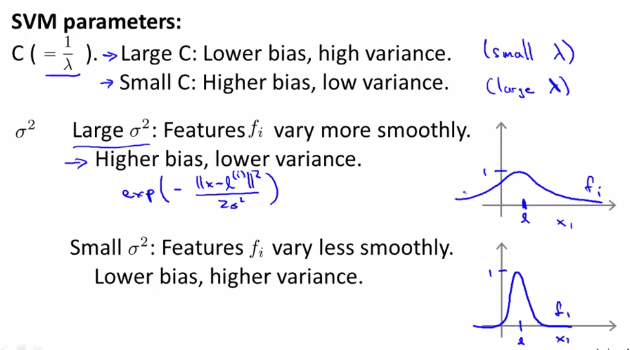 SVM parameters:
C ( = 1/λ ). → Large C: Lower bias, high variance. (small λ)
→ Small C: Higher bias, low variance. (large λ)
σ² Large σ²: Features fᵢ vary more smoothly.
→ Higher bias, lower variance.
exp(- ||x-l⁽ⁱ⁾||² / 2σ²)
1 fᵢ
l x₁
Small σ²: Features fᵢ vary less smoothly.
Lower bias, higher variance.
1 f₁
l x₁